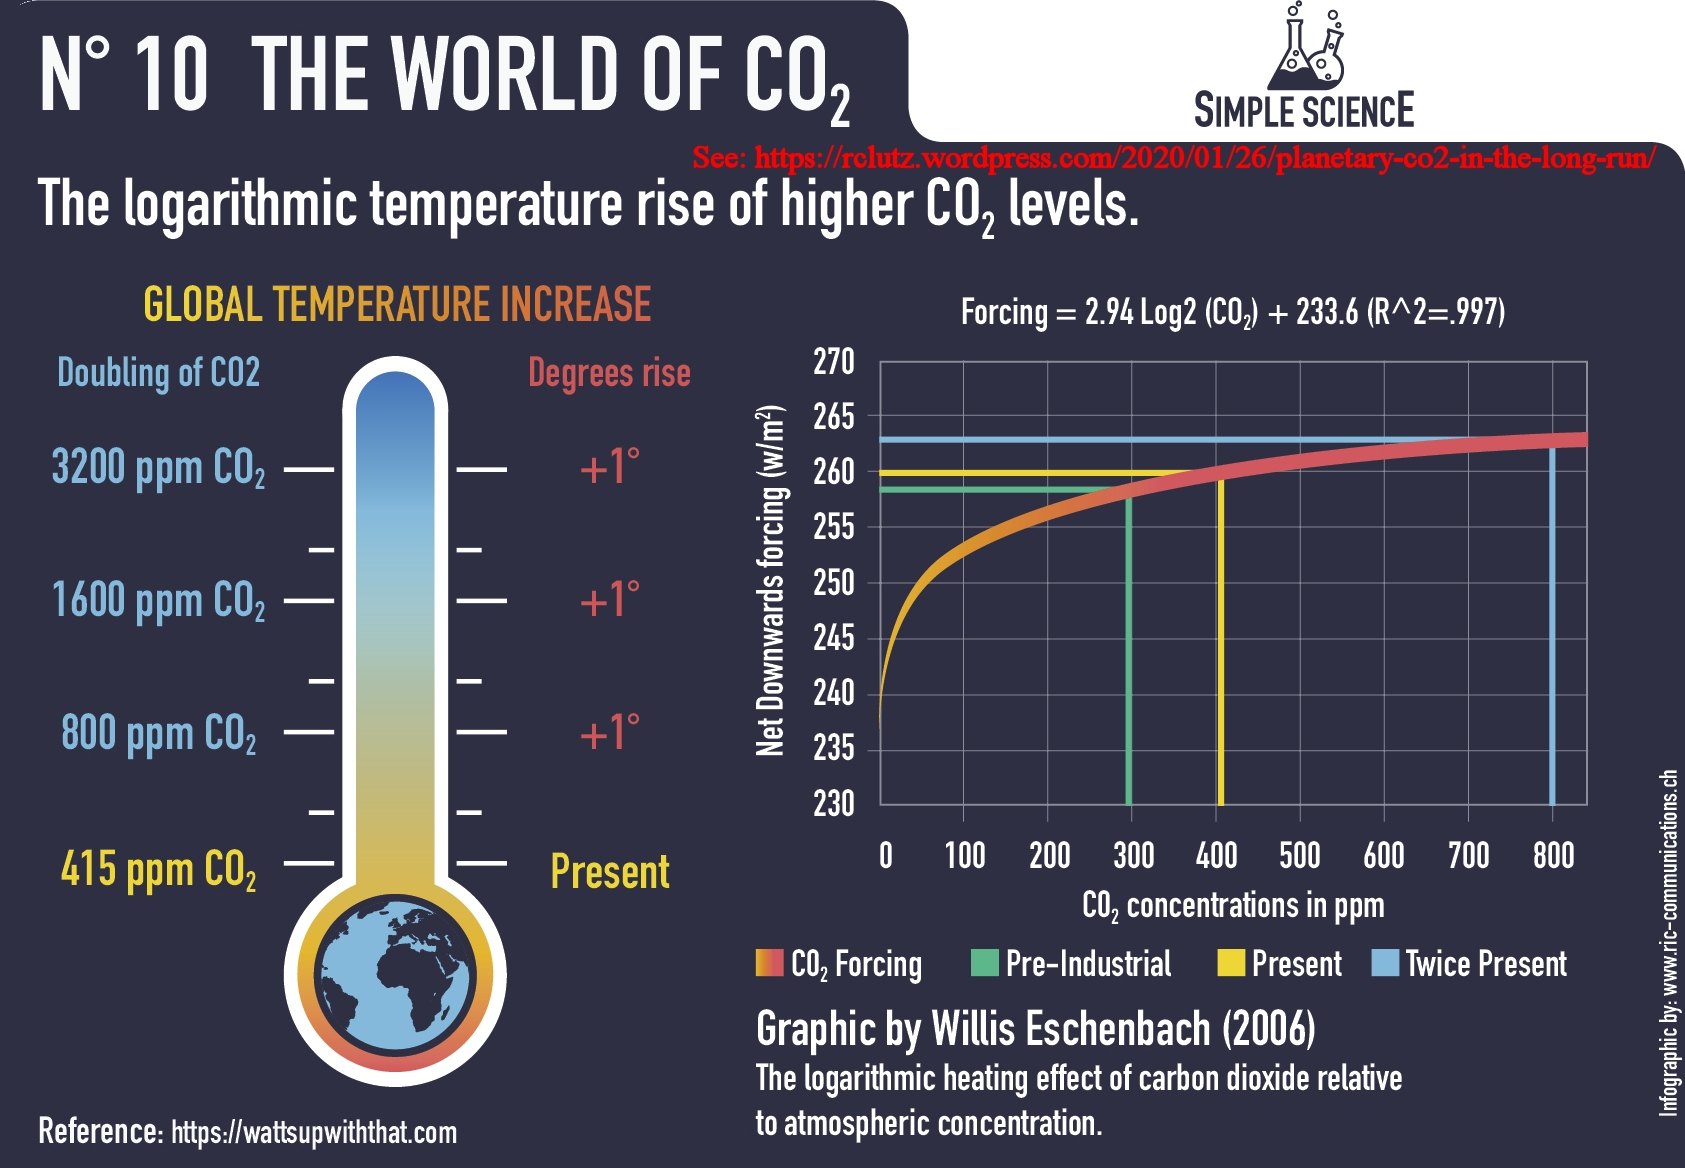 N° 10 THE WORLD OF CO₂
SIMPLE SCIENCE
See: https://rclutz.wordpress.com/2020/01/26/planetary-co2-in-the-long-run/
The logarithmic temperature rise of higher CO₂ levels.
GLOBAL TEMPERATURE INCREASE
Doubling of CO2
Degrees rise
3200 ppm CO₂
+1°
1600 ppm CO₂
+1°
800 ppm CO₂
+1°
415 ppm CO₂
Present
Reference: https://wattsupwiththat.com
Forcing = 2.94 Log2 (CO₂) + 233.6 (R^2=.997)
Net Downwards forcing (w/m²)
270
265
260
255
250
245
240
235
230
0 100 200 300 400 500 600 700 800
CO₂ concentrations in ppm
CO₂ Forcing
Pre-Industrial
Present
Twice Present
Graphic by Willis Eschenbach (2006)
The logarithmic heating effect of carbon dioxide relative
to atmospheric concentration.
Infographic by: www.ric-communications.ch